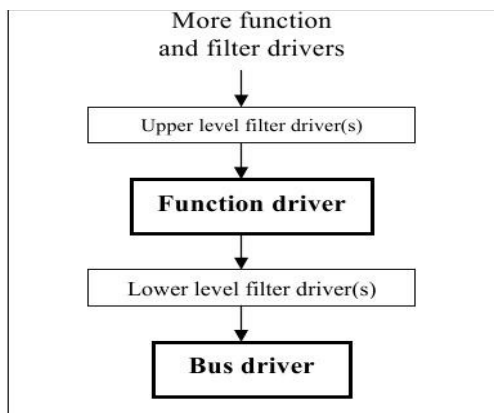 More function
and filter drivers
Upper level filter driver(s)
Function driver
Lower level filter driver(s)
Bus driver